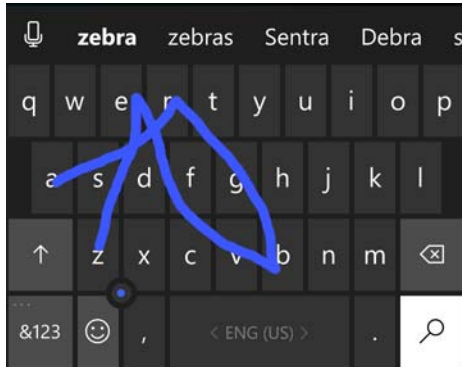 zebra zebras Sentra Debra s
q w e r t y u i o p
a s d f g h j k l
z x c v b n m
&123 , < ENG (US) > .